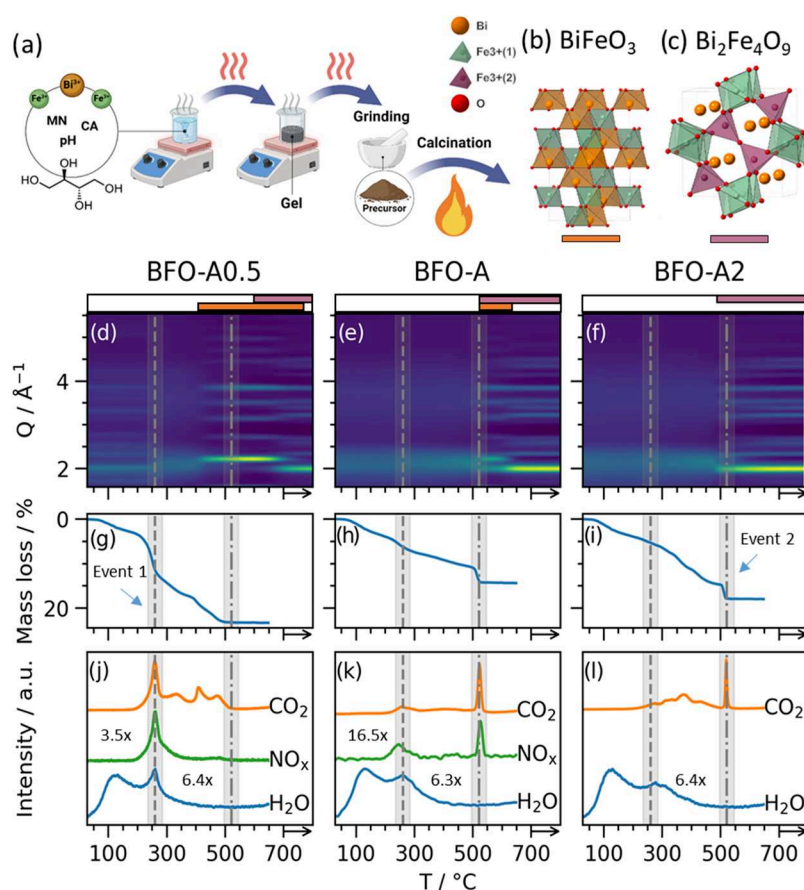 (a)
Fe³⁺ Bi³⁺ Fe³⁺
MN CA
pH
OH
HO OH
OH
Gel
Grinding
Precursor
Calcination
Bi
Fe3+(1)
Fe3+(2)
O
(b) BiFeO₃
(c) Bi₂Fe₄O₉
BFO-A0.5 BFO-A BFO-A2
(d) (e) (f)
Q / Å⁻¹
4
2
(g) (h) (i)
Mass loss / %
0
20
Event 1
Event 2
(j) (k) (l)
Intensity / a.u.
CO₂ CO₂ CO₂
3.5x 16.5x
NOₓ NOₓ
6.4x 6.3x 6.4x
H₂O H₂O H₂O
100 300 500 700 100 300 500 700 100 300 500 700
T / °C